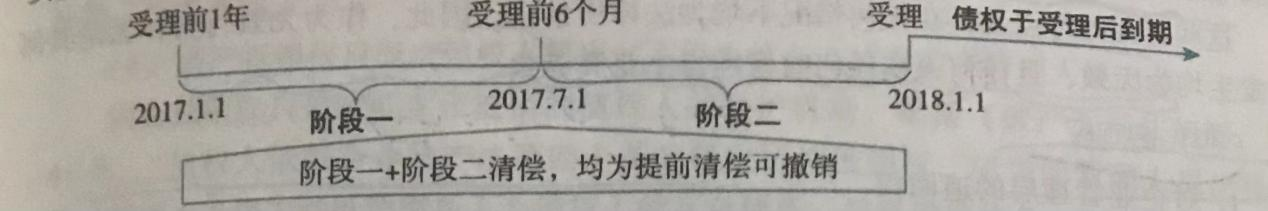 受理前1年
受理前6个月
受理 债权于受理后到期
2017.1.1
阶段一
2017.7.1
阶段二
2018.1.1
阶段一+阶段二清偿，均为提前清偿可撤销